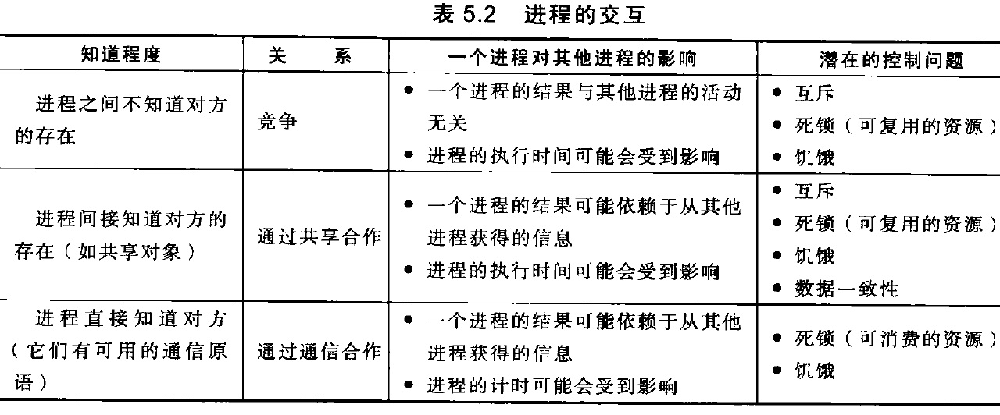 表 5.2 进程的交互
知道程度
关 系
一个进程对其他进程的影响
潜在的控制问题
进程之间不知道对方
的存在
竞争
● 一个进程的结果与其他进程的活动
无关
● 进程的执行时间可能会受到影响
● 互斥
● 死锁（可复用的资源）
● 饥饿
进程间接知道对方的
存在（如共享对象）
通过共享合作
● 一个进程的结果可能依赖于从其他
进程获得的信息
● 进程的执行时间可能会受到影响
● 互斥
● 死锁（可复用的资源）
● 饥饿
● 数据一致性
进程直接知道对方
（它们有可用的通信原
语）
通过通信合作
● 一个进程的结果可能依赖于从其他
进程获得的信息
● 进程的计时可能会受到影响
● 死锁（可消费的资源）
● 饥饿